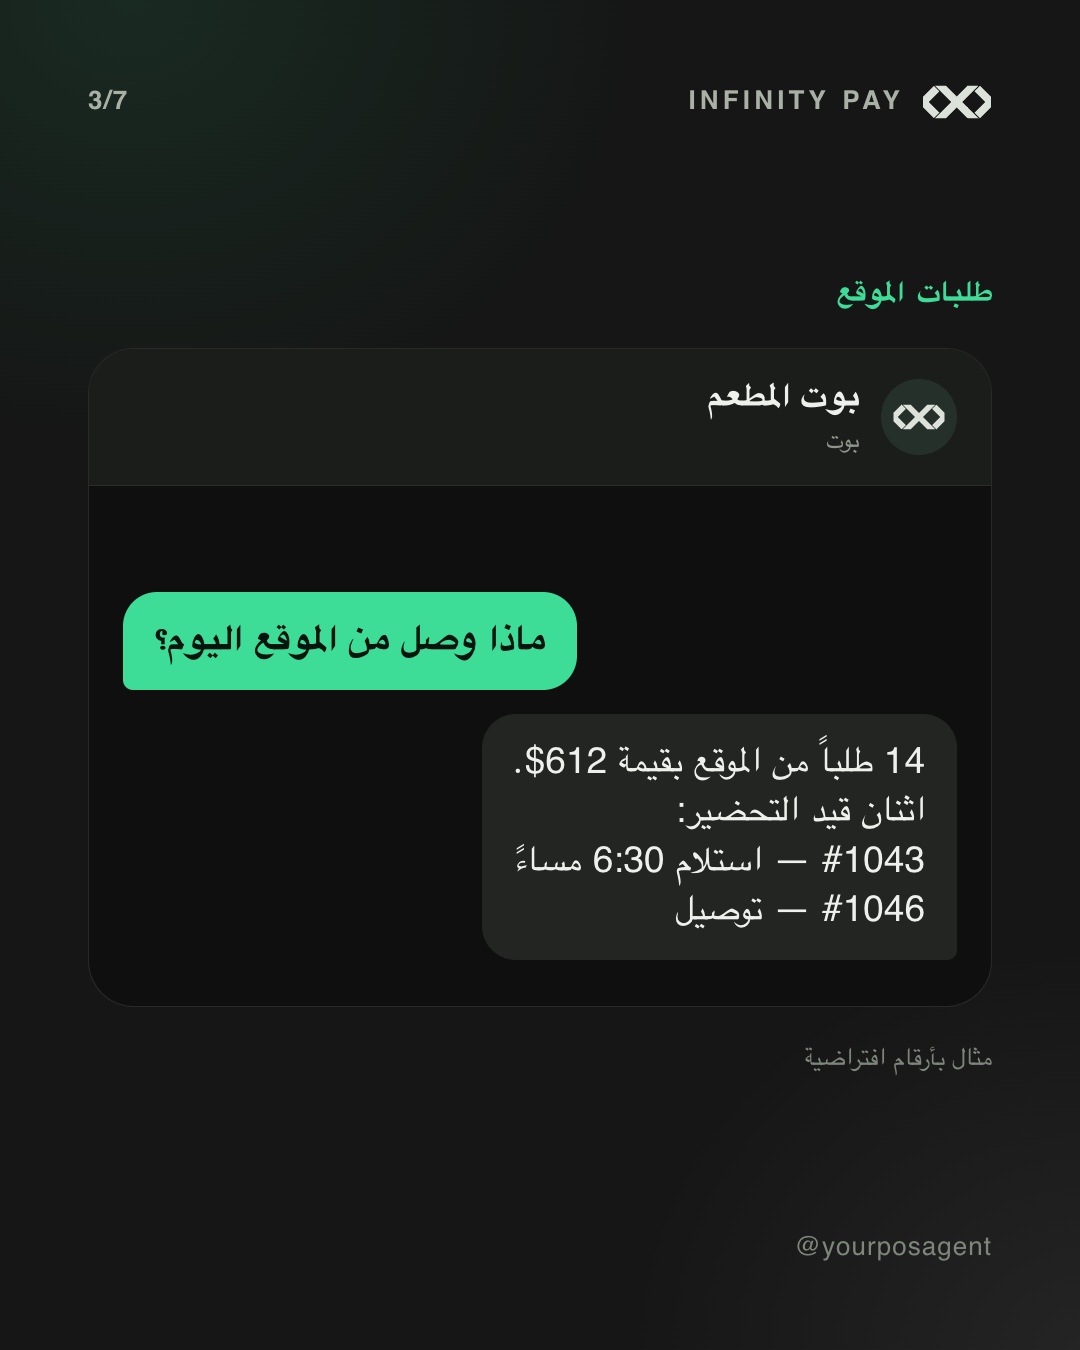 3/7
INFINITY PAY
طلبات الموقع
بوت المطعم
بوت
ماذا وصل من الموقع اليوم؟
14 طلباً من الموقع بقيمة 612$.
اثنان قيد التحضير:
#1043 — استلام 6:30 مساءً
#1046 — توصيل
مثال بأرقام افتراضية
@yourposagent